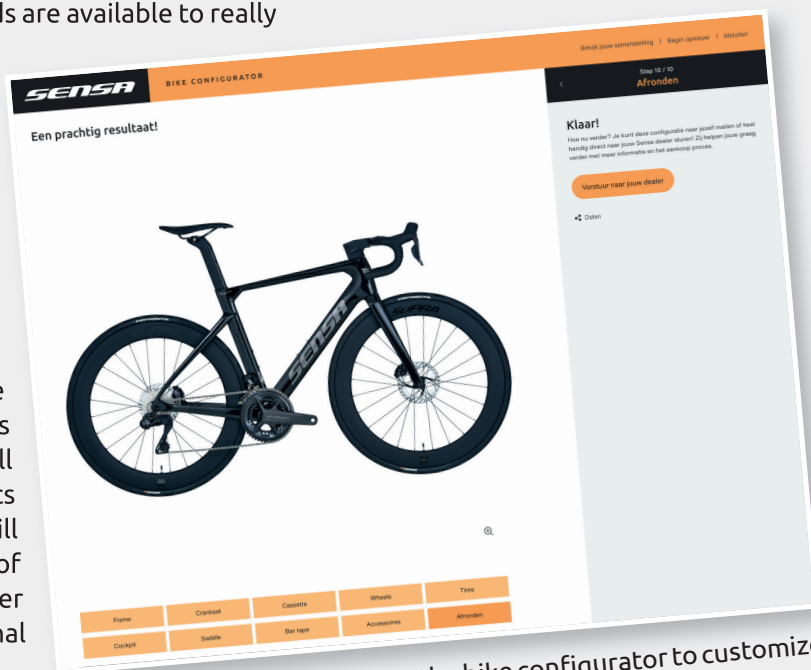 ds are available to really
SENSA
BIKE CONFIGURATOR
Bekijk jouw samenstelling | Begin opnieuw | Afsluiten
Stap 10 / 10
Afronden
Een prachtig resultaat!
Klaar!
Hoe nu verder? Je kunt deze configuratie naar jezelf mailen of heel
handig direct naar jouw Sensa dealer sturen! Zij helpen jouw graag
verder met meer informatie en het aankoop proces.
Verstuur naar jouw dealer
Delen
SENSA
SUPRA
e
s
ll
ts
ill
of
er
nal
Frame
Crankset
Cassette
Wheels
Tires
Cockpit
Saddle
Bar tape
Accessoires
Afronden
bike configurator to customiz